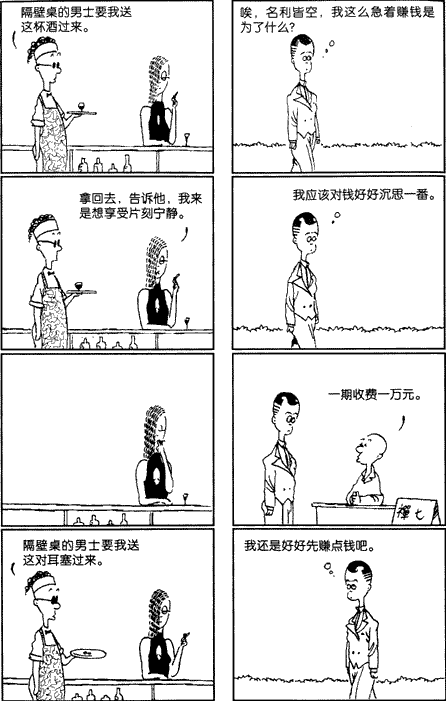 隔壁桌的男士要我送
这杯酒过来。
拿回去，告诉他，我来
是想享受片刻宁静。
隔壁桌的男士要我送
这对耳塞过来。
唉，名利皆空，我这么急着赚钱是
为了什么？
我应该对钱好好沉思一番。
一期收费一万元。
禪七
我还是好好先赚点钱吧。